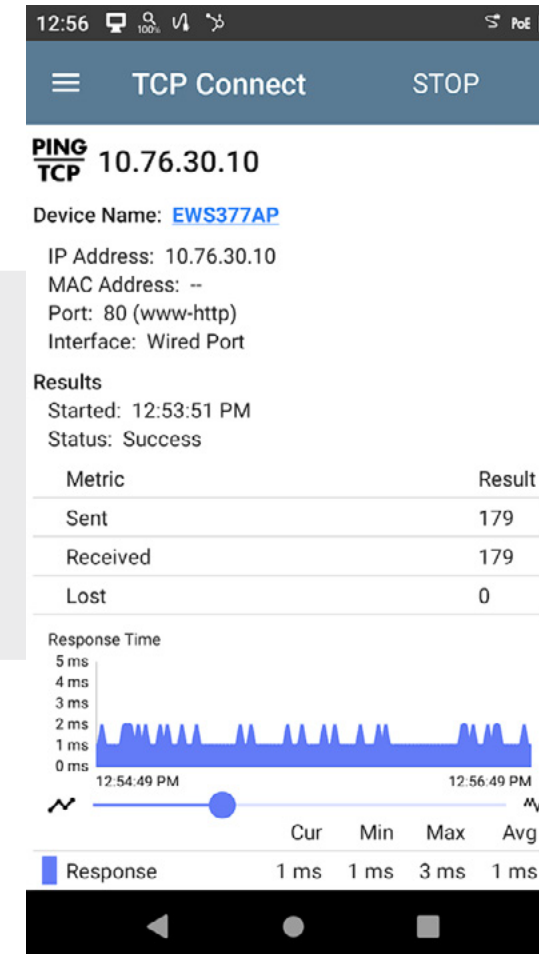 12:56 100% PoE
TCP Connect STOP
PING
TCP 10.76.30.10
Device Name: EWS377AP
IP Address: 10.76.30.10
MAC Address: --
Port: 80 (www-http)
Interface: Wired Port
Results
Started: 12:53:51 PM
Status: Success
Metric Result
Sent 179
Received 179
Lost 0
Response Time
5 ms
4 ms
3 ms
2 ms
1 ms
0 ms
12:54:49 PM 12:56:49 PM
Cur Min Max Avg
Response 1 ms 1 ms 3 ms 1 ms